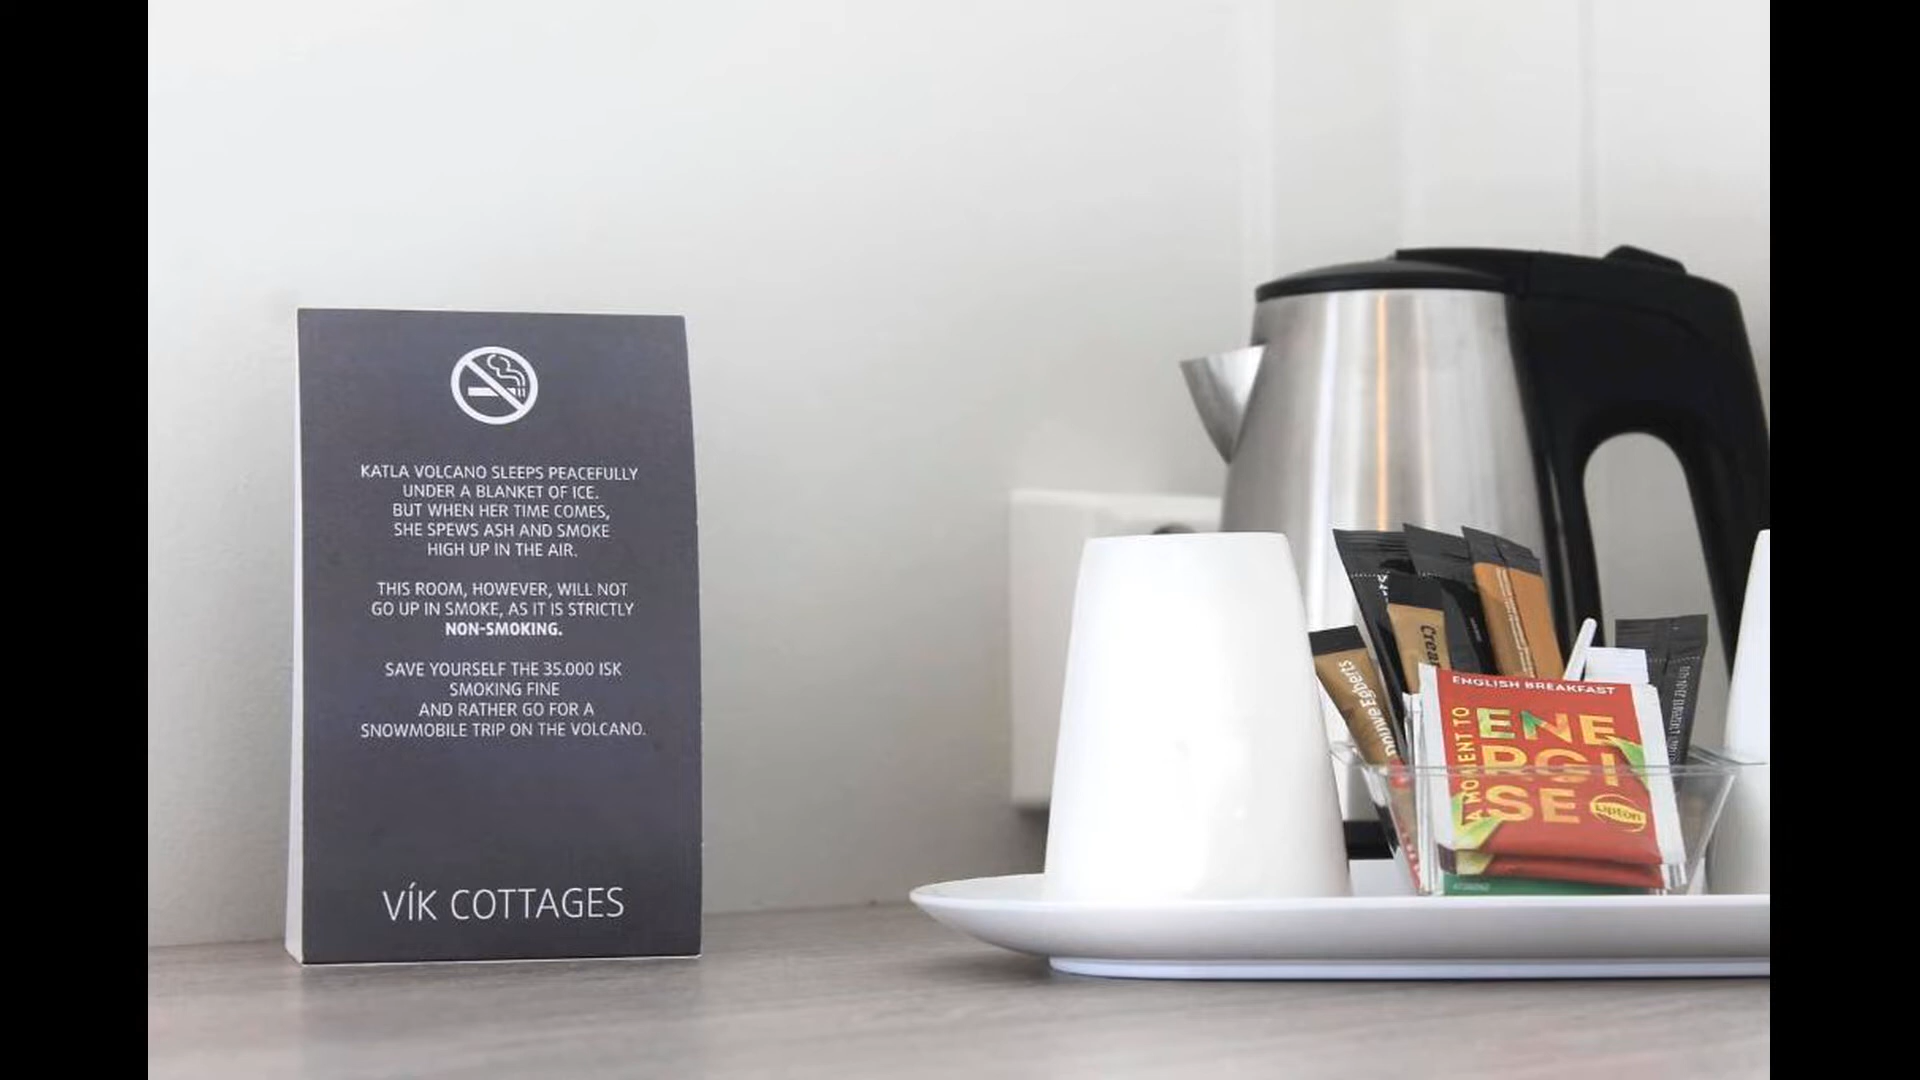 KATLA VOLCANO SLEEPS PEACEFULLY
UNDER A BLANKET OF ICE.
BUT WHEN HER TIME COMES,
SHE SPEWS ASH AND SMOKE
HIGH UP IN THE AIR.
THIS ROOM, HOWEVER, WILL NOT
GO UP IN SMOKE, AS IT IS STRICTLY
NON-SMOKING.
SAVE YOURSELF THE 35.000 ISK
SMOKING FINE
AND RATHER GO FOR A
SNOWMOBILE TRIP ON THE VOLCANO.
VÍK COTTAGES
Douwe Egberts
ENGLISH BREAKFAST
A MOMENT TO
ENE
RGI
SE
Lipton